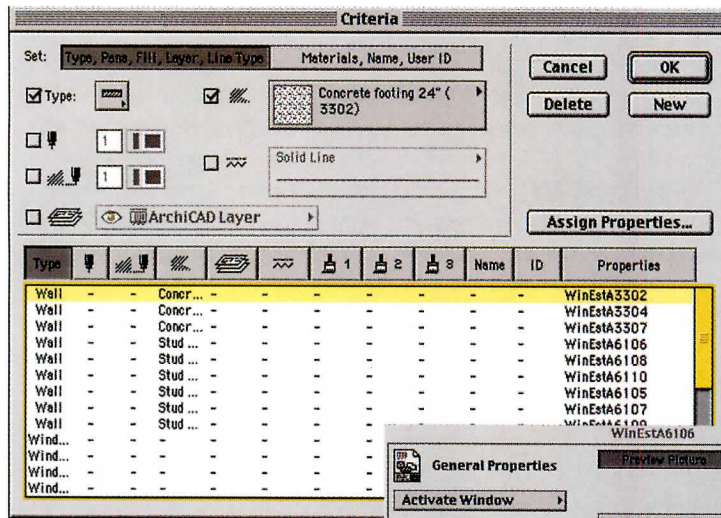 Criteria
Set: Type, Pens, Fill, Layer, Line Type Materials, Name, User ID
Cancel OK
Delete New
Type: Concrete footing 24" (
3302)
1
Solid Line
1
ArchiCAD Layer
Assign Properties...
Type 1 2 3 Name ID Properties
Wall - - Concr... - - - - - - - WinEstA3302
Wall - - Concr... - - - - - - - WinEstA3304
Wall - - Concr... - - - - - - - WinEstA3307
Wall - - Stud ... - - - - - - - WinEstA6106
Wall - - Stud ... - - - - - - - WinEstA6108
Wall - - Stud ... - - - - - - - WinEstA6110
Wall - - Stud ... - - - - - - - WinEstA6105
Wall - - Stud ... - - - - - - - WinEstA6107
Wall - - Stud ... - - - - - - - WinEstA6109
Wind... - - - - -
Wind... - - - - -
Wind... - - - - -
Wind... - - - - -
WinEstA6106
General Properties Preview Picture
Activate Window